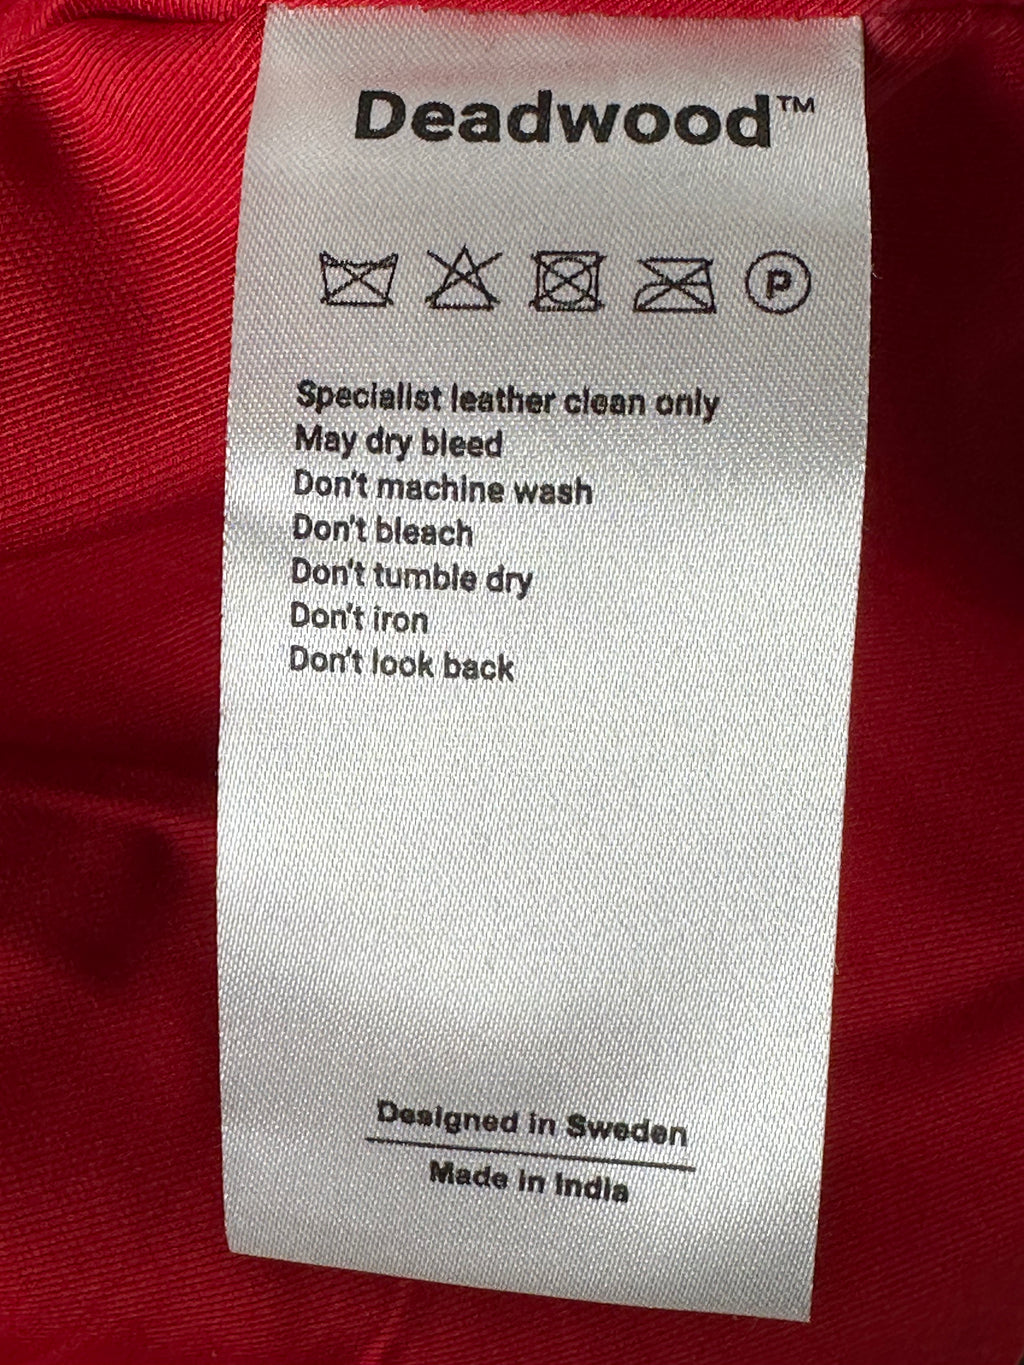 Deadwood™
P
Specialist leather clean only
May dry bleed
Don't machine wash
Don't bleach
Don't tumble dry
Don't iron
Don't look back
Designed in Sweden
Made in India